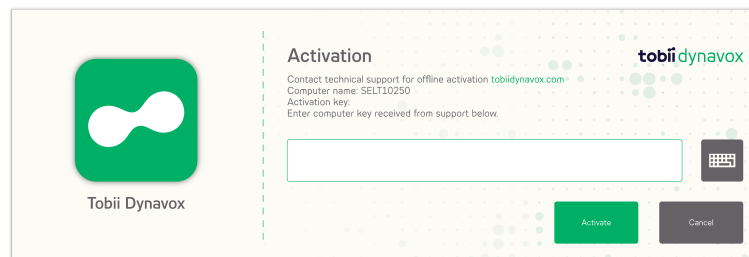 Activation
tobii dynavox
Contact technical support for offline activation tobiidynavox.com
Computer name: SELT10250
Activation key:
Enter computer key received from support below.
Tobii Dynavox
Activate
Cancel